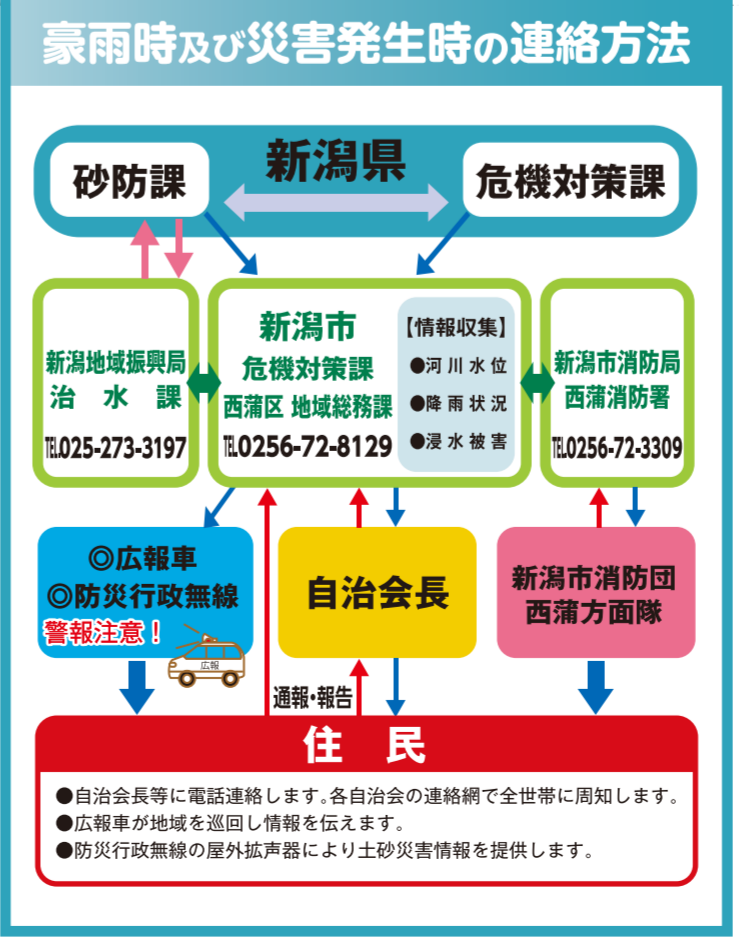 豪雨時及び災害発生時の連絡方法
新潟県
砂防課
危機対策課
新潟地域振興局
治水課
TEL025-273-3197
新潟市
危機対策課
西蒲区 地域総務課
TEL0256-72-8129
【情報収集】
●河川水位
●降雨状況
●浸水被害
新潟市消防局
西蒲消防署
TEL0256-72-3309
◎広報車
◎防災行政無線
警報注意！
広報
自治会長
新潟市消防団
西蒲方面隊
通報・報告
住民
●自治会長等に電話連絡します。各自治会の連絡網で全世帯に周知します。
●広報車が地域を巡回し情報を伝えます。
●防災行政無線の屋外拡声器により土砂災害情報を提供します。